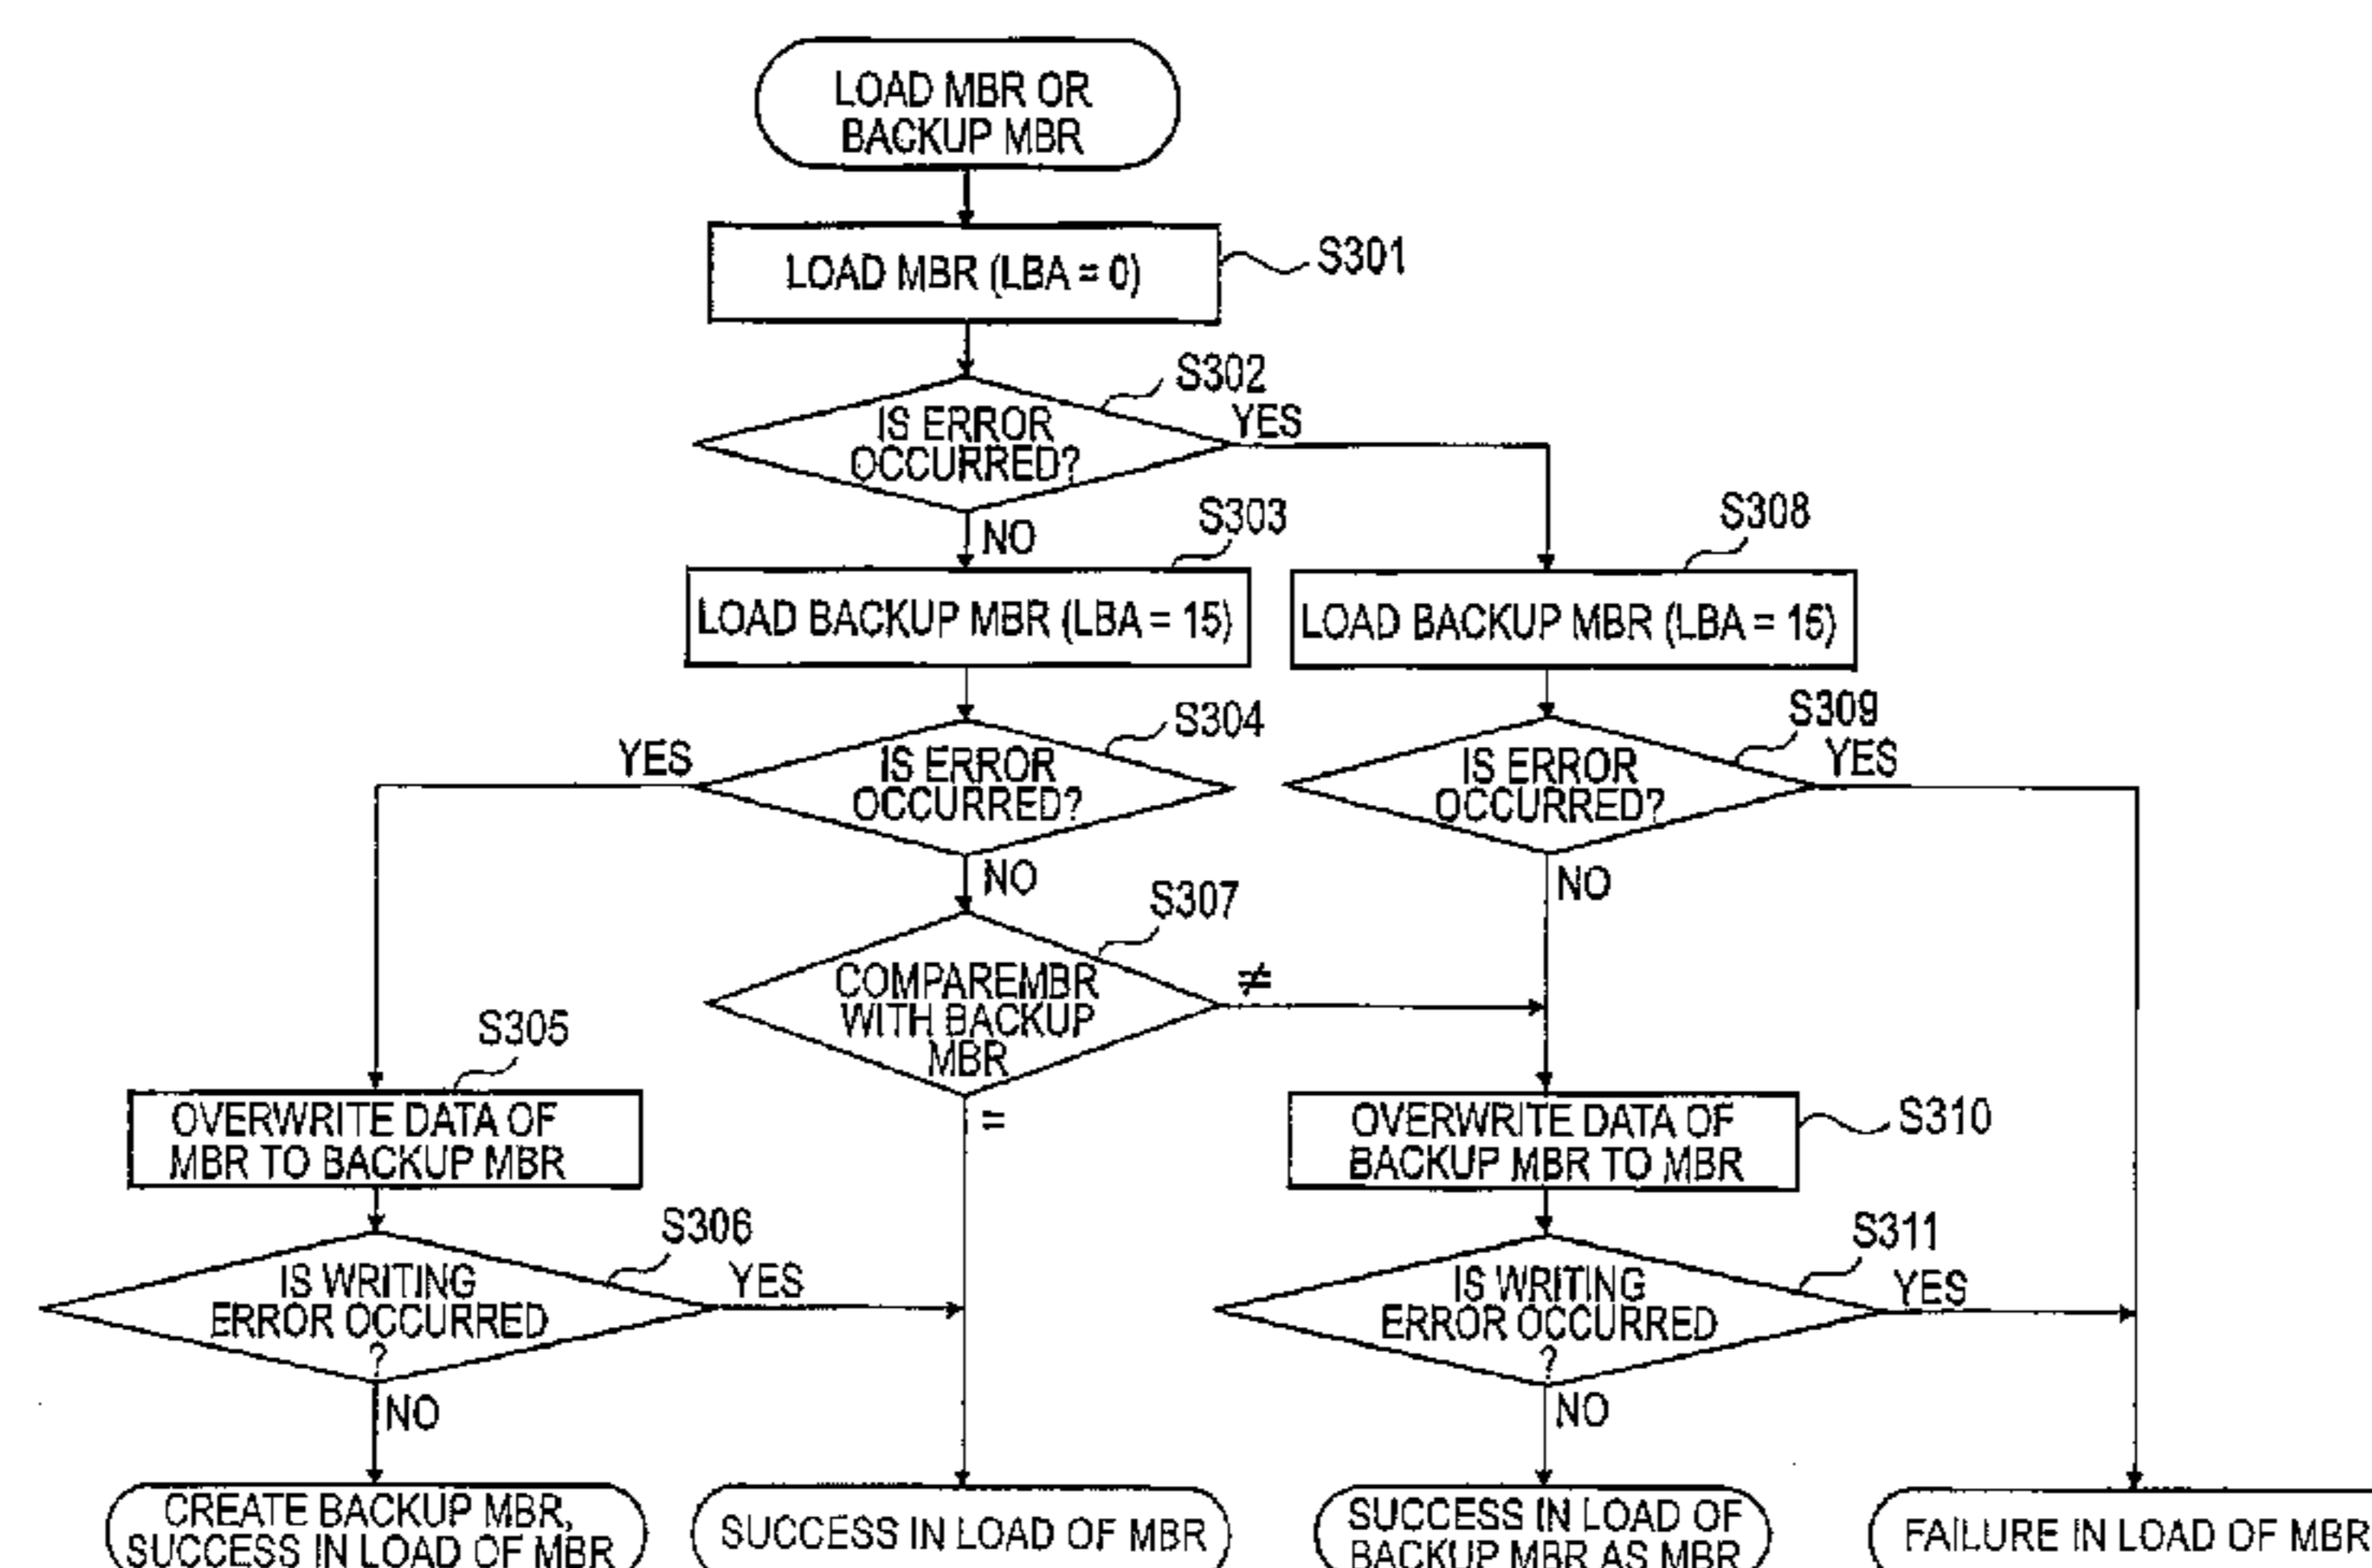 LOAD MBR OR
BACKUP MBR
LOAD MBR (LBA = 0)
S301
S302
IS ERROR
OCCURRED?
YES
NO
S303
LOAD BACKUP MBR (LBA = 15)
S308
LOAD BACKUP MBR (LBA = 15)
S304
YES
IS ERROR
OCCURRED?
NO
S309
IS ERROR
OCCURRED?
YES
NO
S307
COMPAREMBR
WITH BACKUP
MBR
≠
=
S305
OVERWRITE DATA OF
MBR TO BACKUP MBR
S310
OVERWRITE DATA OF
BACKUP MBR TO MBR
S306
IS WRITING
ERROR OCCURRED
?
YES
NO
S311
IS WRITING
ERROR OCCURRED
?
YES
NO
CREATE BACKUP MBR,
SUCCESS IN LOAD OF MBR
SUCCESS IN LOAD OF MBR
SUCCESS IN LOAD OF
BACKUP MBR AS MBR
FAILURE IN LOAD OF MBR